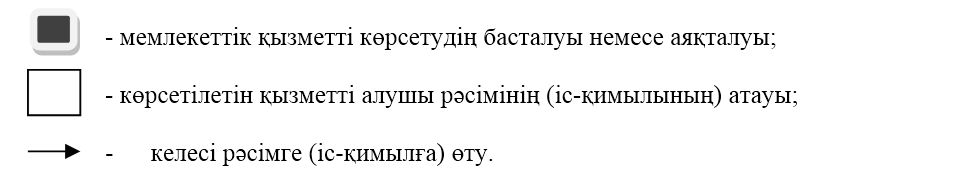 - мемлекеттік қызметті көрсетудің басталуы немесе аяқталуы;
- көрсетілетін қызметті алушы рәсімінің (іс-қимылының) атауы;
- келесі рәсімге (іс-қимылға) өту.